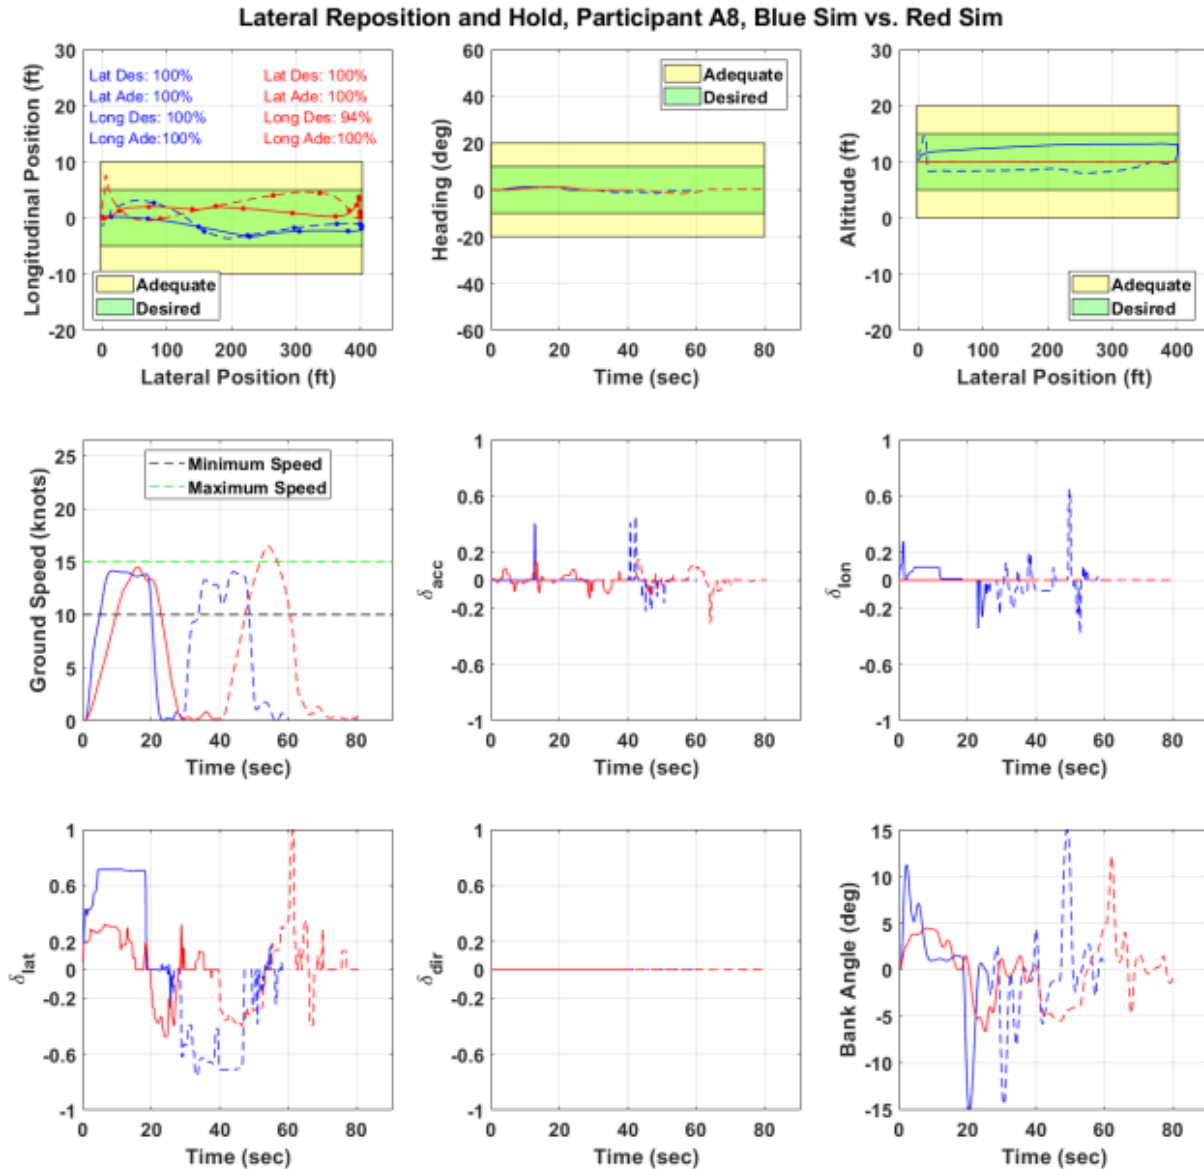 Lateral Reposition and Hold, Participant A8, Blue Sim vs. Red Sim
Longitudinal Position (ft)
30
20
10
0
-10
-20
Lat Des: 100%
Lat Ade: 100%
Long Des: 100%
Long Ade:100%
Lat Des: 100%
Lat Ade: 100%
Long Des: 94%
Long Ade:100%
Adequate
Desired
0 100 200 300 400
Lateral Position (ft)
Heading (deg)
60
40
20
0
-20
-40
-60
Adequate
Desired
0 20 40 60 80
Time (sec)
Altitude (ft)
30
20
10
0
-10
-20
Adequate
Desired
0 100 200 300 400
Lateral Position (ft)
Ground Speed (knots)
25
20
15
10
5
0
Minimum Speed
Maximum Speed
0 20 40 60 80
Time (sec)
δacc
1
0.6
0.2
0
-0.2
-0.6
-1
0 20 40 60 80
Time (sec)
δlon
1
0.6
0.2
0
-0.2
-0.6
-1
0 20 40 60 80
Time (sec)
δlat
1
0.6
0.2
0
-0.2
-0.6
-1
0 20 40 60 80
Time (sec)
δdir
1
0.6
0.2
0
-0.2
-0.6
-1
0 20 40 60 80
Time (sec)
Bank Angle (deg)
15
10
5
0
-5
-10
-15
0 20 40 60 80
Time (sec)